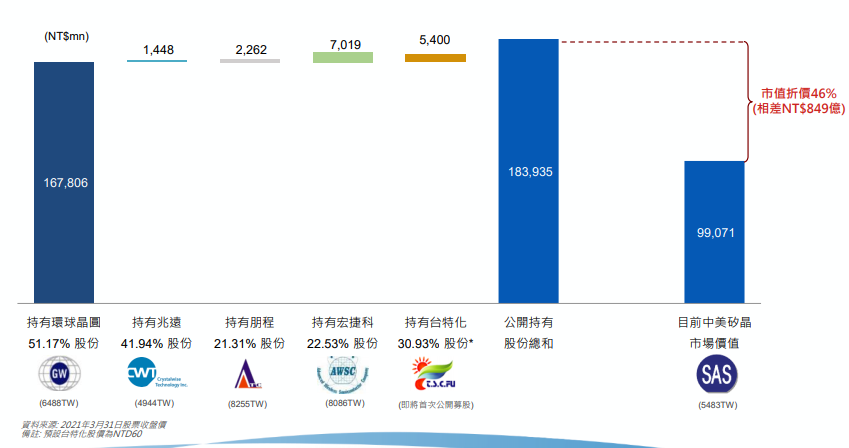 (NT$mn)
1,448
2,262
7,019
5,400
市值折價46%
(相差NT$849億)
167,806
183,935
99,071
持有環球晶圓
51.17% 股份
持有兆遠
41.94% 股份
持有朋程
21.31% 股份
持有宏捷科
22.53% 股份
持有台特化
30.93% 股份*
公開持有
股份總和
目前中美矽晶
市場價值
GW
CWT Crystalwise
Technology Inc.
AWSC
T.S.C.
SAS
(6488TW)
(4944TW)
(8255TW)
(8086TW)
(即將首次公開募股)
(5483TW)
資料來源: 2021年3月31日股票收盤價
備註: 預設台特化股價為NTD60